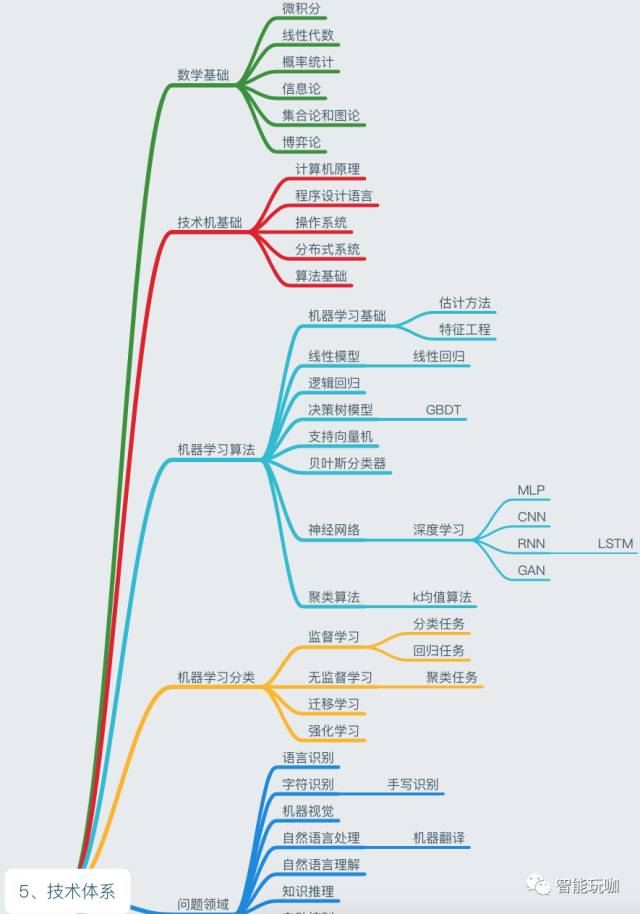 微积分
线性代数
数学基础
概率统计
信息论
集合论和图论
博弈论
计算机原理
程序设计语言
技术机基础
操作系统
分布式系统
算法基础
机器学习基础
估计方法
特征工程
线性模型
线性回归
逻辑回归
决策树模型
GBDT
机器学习算法
支持向量机
贝叶斯分类器
神经网络
深度学习
MLP
CNN
RNN
LSTM
GAN
聚类算法
k均值算法
监督学习
分类任务
回归任务
机器学习分类
无监督学习
聚类任务
迁移学习
强化学习
语言识别
字符识别
手写识别
机器视觉
自然语言处理
机器翻译
自然语言理解
5、技术体系
问题领域
知识推理
智能玩咖